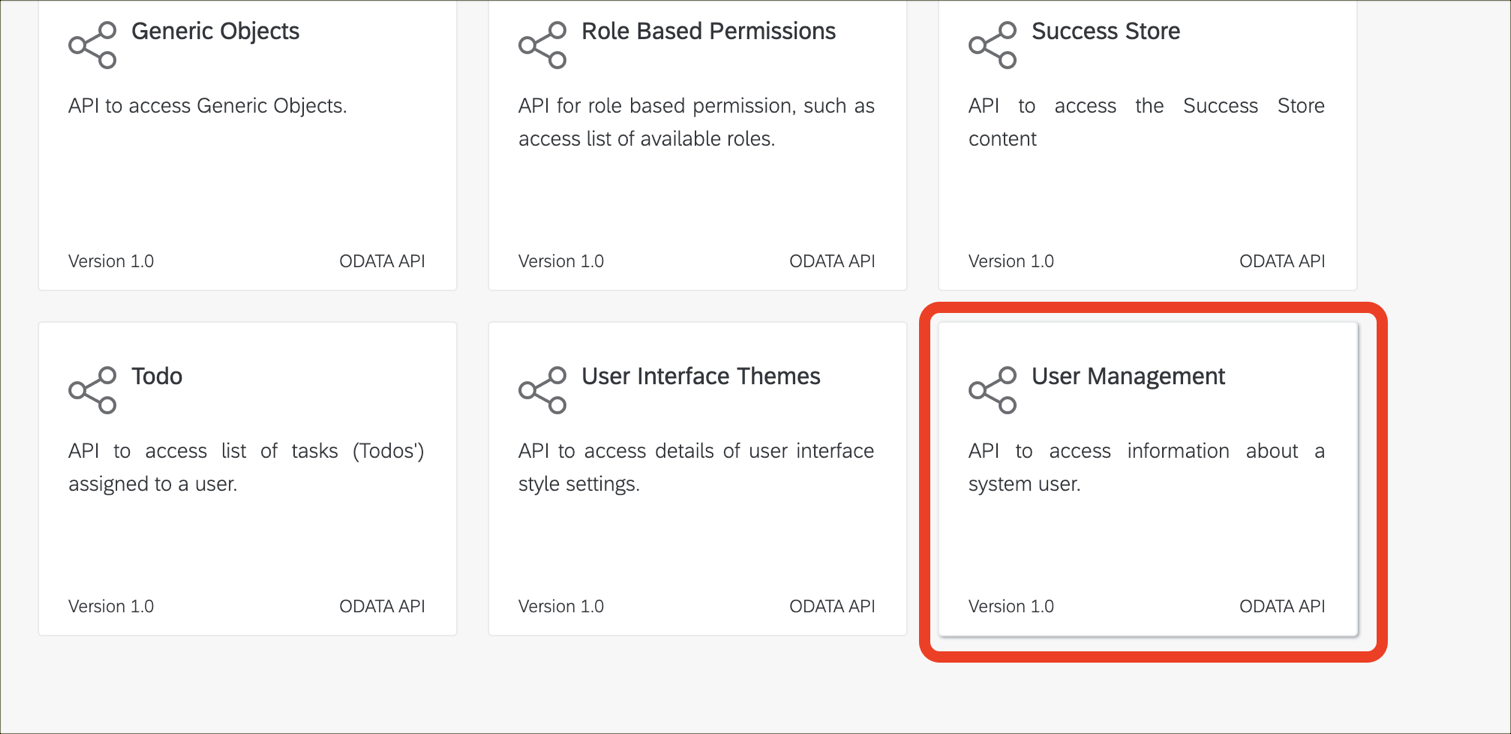 Generic Objects
API to access Generic Objects.
Version 1.0
ODATA API
Role Based Permissions
API for role based permission, such as
access list of available roles.
Version 1.0
ODATA API
Success Store
API to access the Success Store
content
Version 1.0
ODATA API
Todo
API to access list of tasks (Todos')
assigned to a user.
Version 1.0
ODATA API
User Interface Themes
API to access details of user interface
style settings.
Version 1.0
ODATA API
User Management
API to access information about a
system user.
Version 1.0
ODATA API